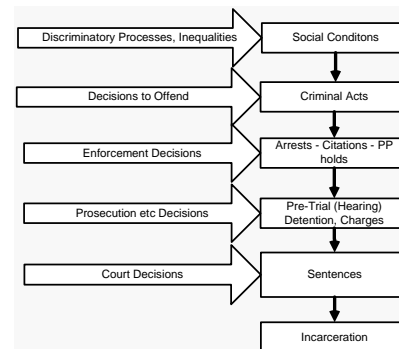 Discriminatory Processes, Inequalities
Social Conditons
Decisions to Offend
Criminal Acts
Enforcement Decisions
Arrests - Citations - PP
holds
Prosecution etc Decisions
Pre-Trial (Hearing)
Detention, Charges
Court Decisions
Sentences
Incarceration